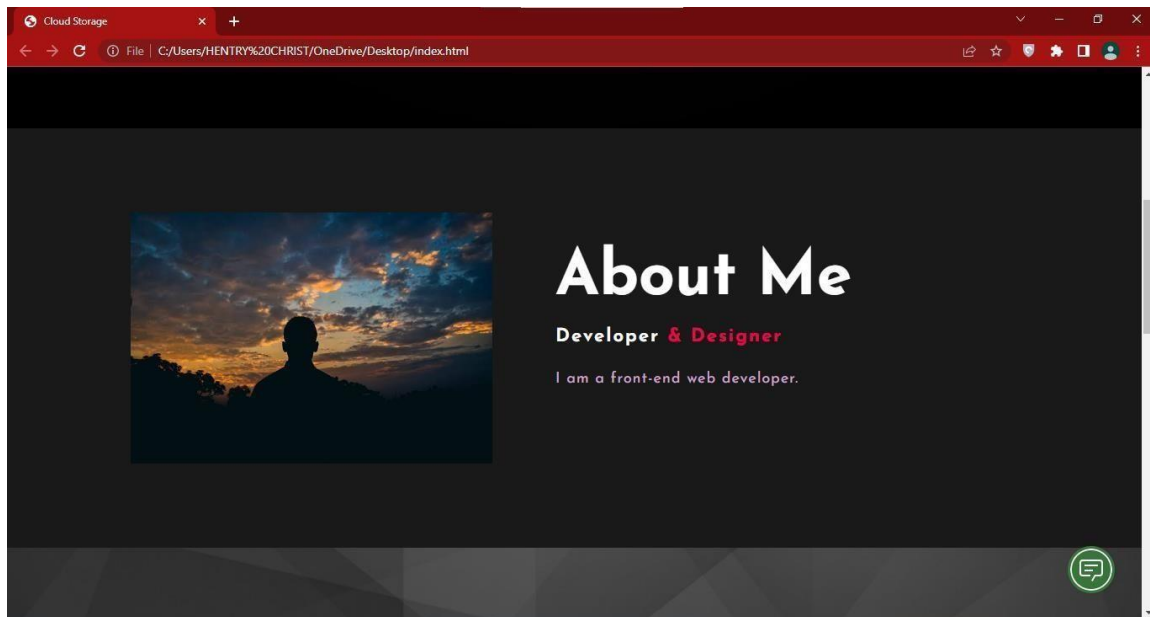 Cloud Storage
File | C:/Users/HENTRY%20CHRIST/OneDrive/Desktop/index.html
About Me
Developer & Designer
I am a front-end web developer.